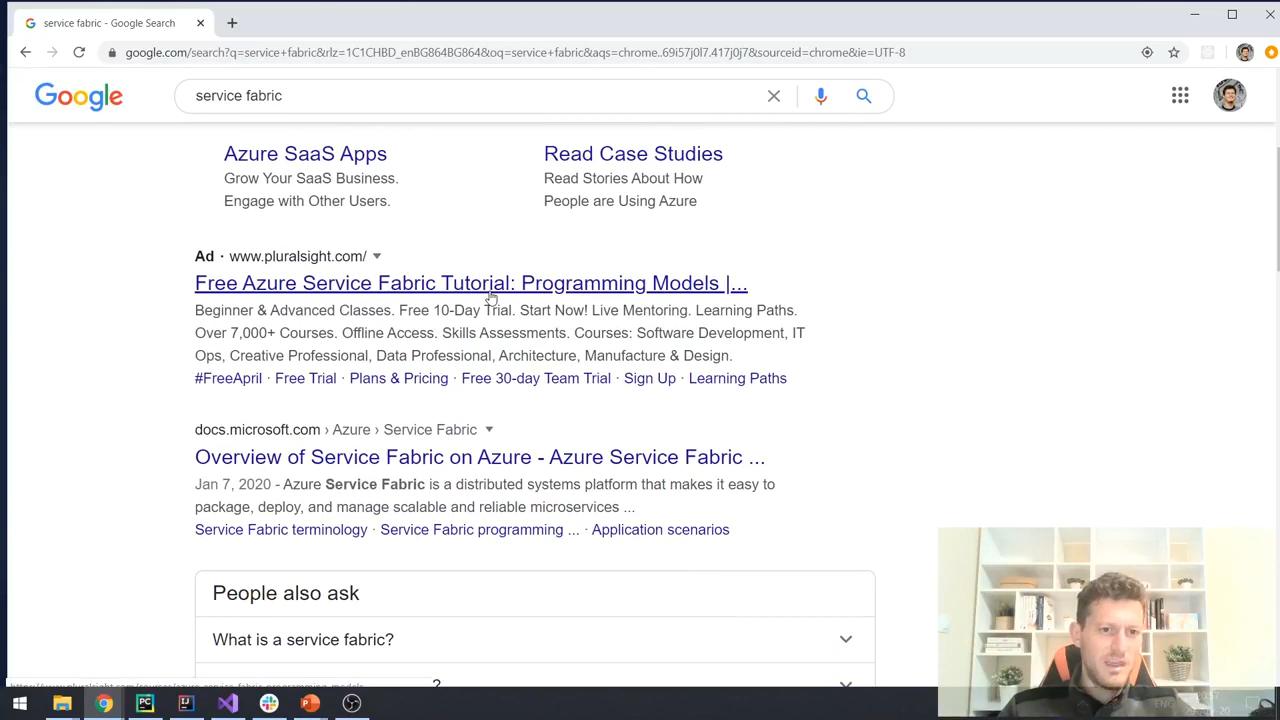 service fabric - Google Search
google.com/search?q=service+fabric&rlz=1C1CHBD_enBG864BG864&oq=service+fabric&aqs=chrome..69i57j0l7.417j0j7&sourceid=chrome&ie=UTF-8
Google
service fabric
Azure SaaS Apps
Grow Your SaaS Business.
Engage with Other Users.
Read Case Studies
Read Stories About How
People are Using Azure
Ad · www.pluralsight.com/
Free Azure Service Fabric Tutorial: Programming Models |...
Beginner & Advanced Classes. Free 10-Day Trial. Start Now! Live Mentoring. Learning Paths.
Over 7,000+ Courses. Offline Access. Skills Assessments. Courses: Software Development, IT
Ops, Creative Professional, Data Professional, Architecture, Manufacture & Design.
#FreeApril · Free Trial · Plans & Pricing · Free 30-day Team Trial · Sign Up · Learning Paths
docs.microsoft.com › Azure › Service Fabric
Overview of Service Fabric on Azure - Azure Service Fabric ...
Jan 7, 2020 - Azure Service Fabric is a distributed systems platform that makes it easy to
package, deploy, and manage scalable and reliable microservices ...
Service Fabric terminology · Service Fabric programming ... · Application scenarios
People also ask
What is a service fabric?
?
PC
IJ
ENG